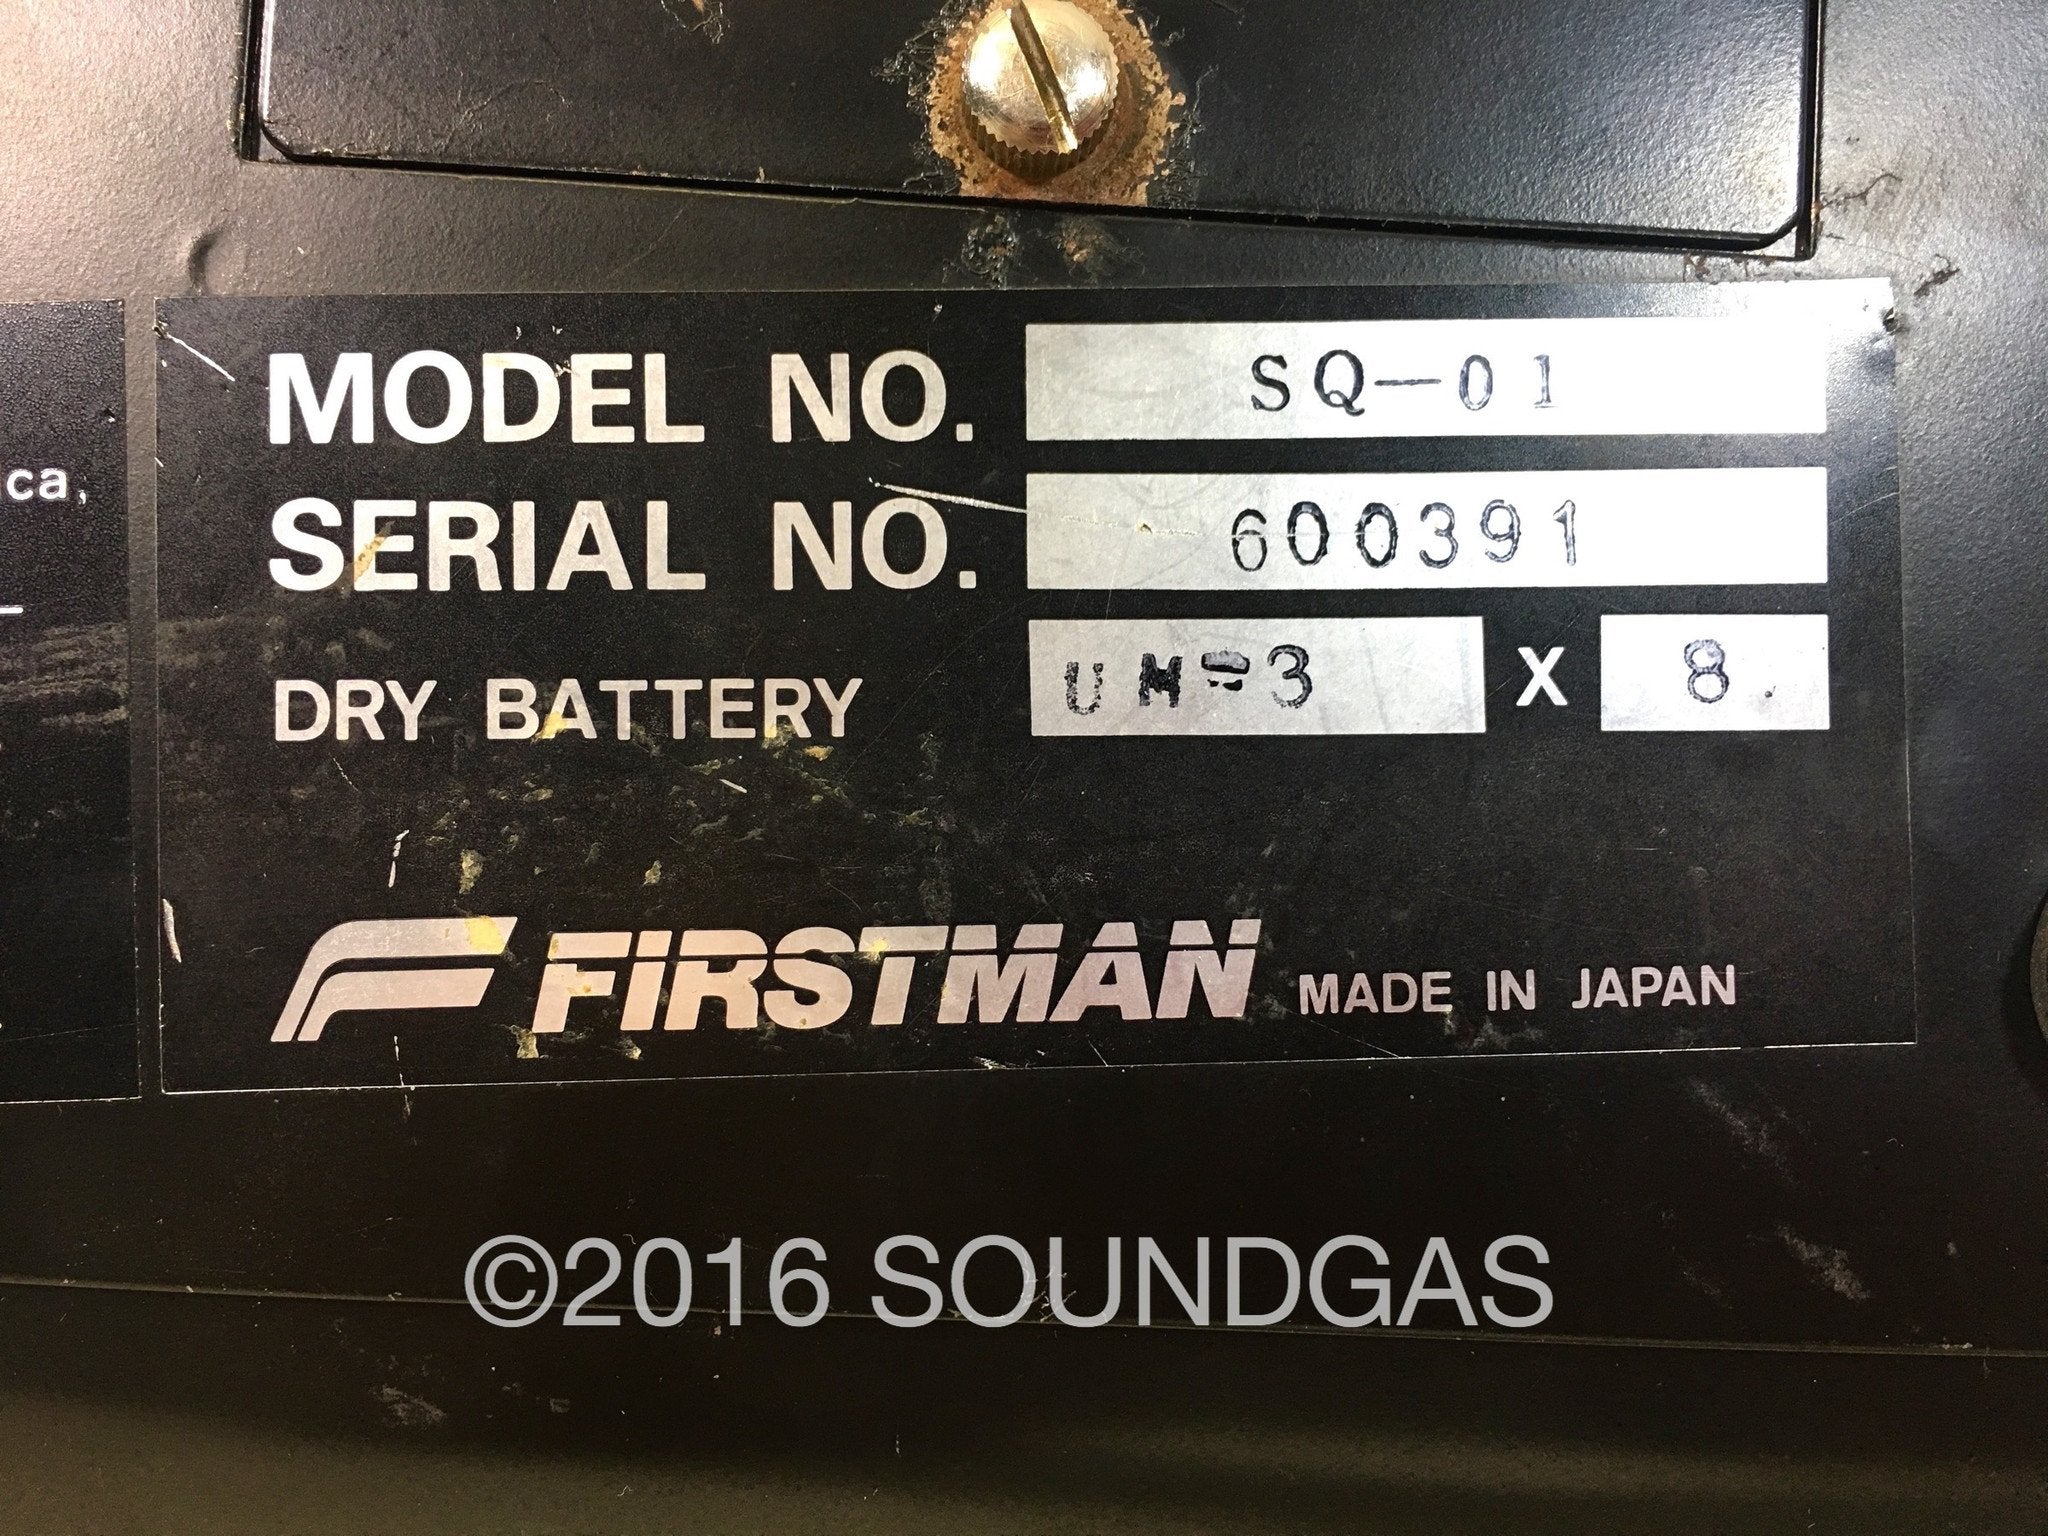 MODEL NO. SQ-01
SERIAL NO. 600391
ca,
DRY BATTERY UM-3 X 8
FIRSTMAN MADE IN JAPAN
©2016 SOUNDGAS